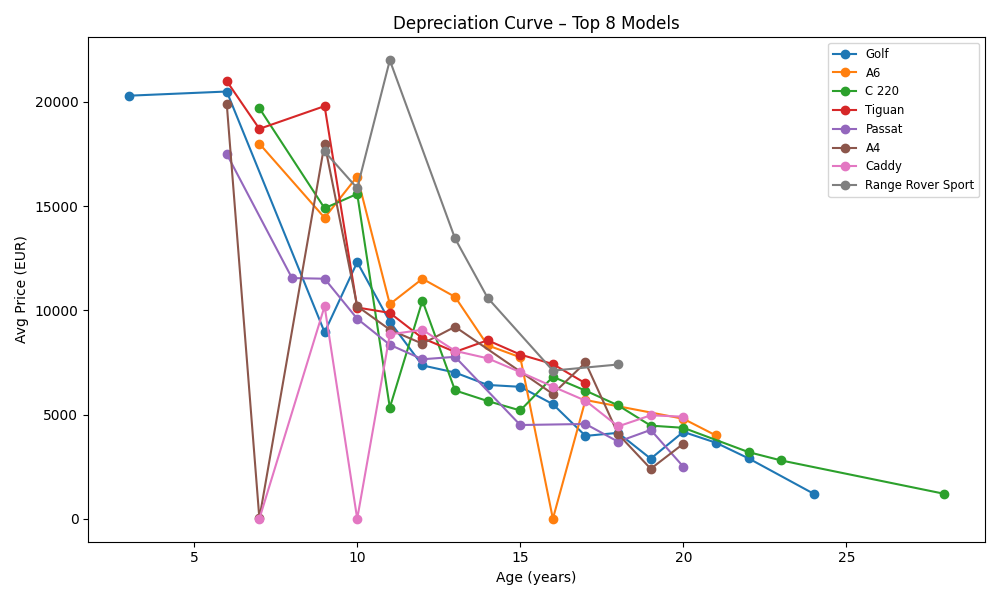 Depreciation Curve – Top 8 Models
Avg Price (EUR)
20000
15000
10000
5000
0
5
10
15
20
25
Age (years)
Golf
A6
C 220
Tiguan
Passat
A4
Caddy
Range Rover Sport